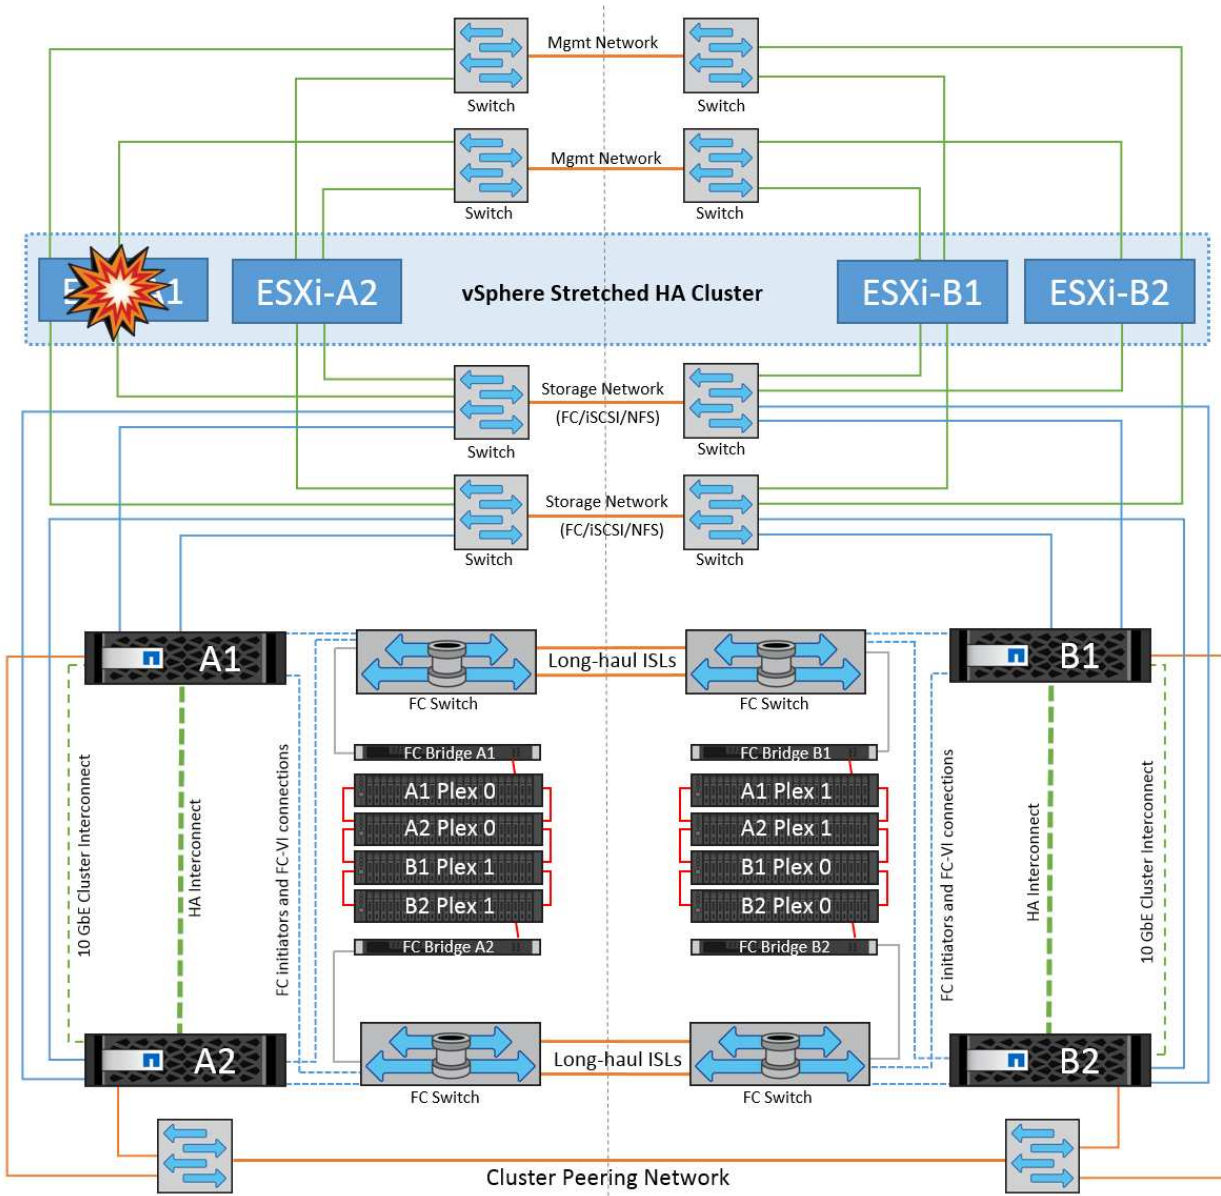 Mgmt Network
Switch
Switch
Mgmt Network
Switch
Switch
ESXi-A2
vSphere Stretched HA Cluster
ESXi-B1
ESXi-B2
Storage Network
(FC/iSCSI/NFS)
Switch
Switch
Storage Network
(FC/iSCSI/NFS)
Switch
Switch
A1
Long-haul ISLs
B1
FC Switch
FC Switch
10 GbE Cluster Interconnect
HA Interconnect
FC initiators and FC-VI connections
FC Bridge A1
A1 Plex 0
A2 Plex 0
B1 Plex 1
B2 Plex 1
FC Bridge A2
FC Bridge B1
A1 Plex 1
A2 Plex 1
B1 Plex 0
B2 Plex 0
FC Bridge B2
FC initiators and FC-VI connections
HA Interconnect
10 GbE Cluster Interconnect
A2
Long-haul ISLs
B2
FC Switch
FC Switch
Cluster Peering Network